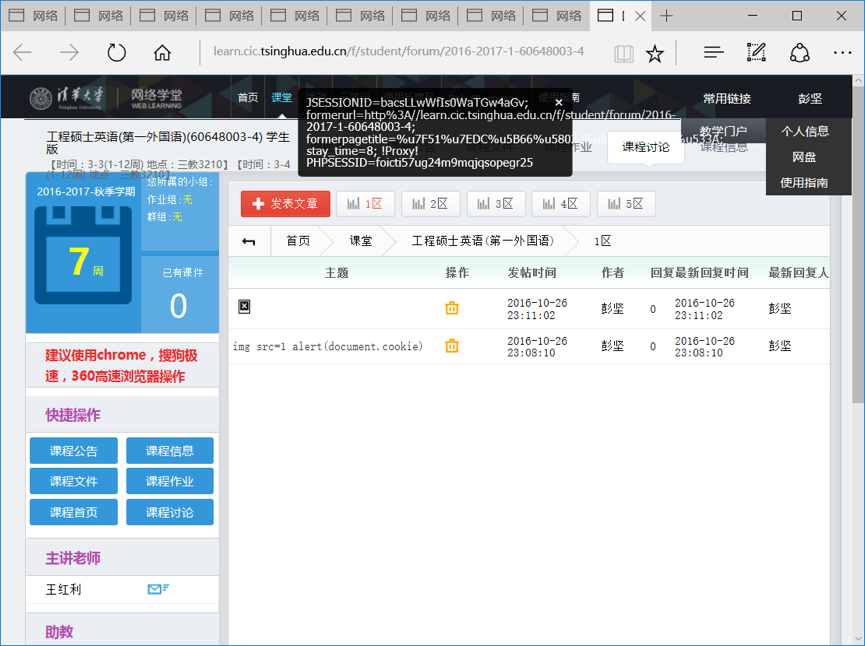 网络 网络 网络 网络 网络 网络 网络 网络 网络
learn.cic.tsinghua.edu.cn/f/student/forum/2016-2017-1-60648003-4
清华大学
Tsinghua University
网络学堂
WEB LEARNING
首页 课堂
常用链接 彭坚
JSESSIONID=bacsLLwWfIs0WaTGw4aGv;
formerurl=http%3A//learn.cic.tsinghua.edu.cn/f/student/forum/2016-
2017-1-60648003-4;
stay_time=8; !Proxy!
PHPSESSID=foicti57ug24m9mqjqsopegr25
教学门户
课程信息
个人信息
网盘
使用指南
工程硕士英语(第一外国语)(60648003-4) 学生
版
【时间：3-3(1-12周) 地点：三教3210】【时间：3-4
(1-12周) 地点：三教3210】
课程讨论
2016-2017-秋季学期
您所属的小组:
作业组:无
群组:无
7周
已有课件
0
发表文章 1区 2区 3区 4区 5区
首页 课堂 工程硕士英语(第一外国语) 1区
主题 操作 发帖时间 作者 回复 最新回复时间 最新回复人
2016-10-26
23:11:02
彭坚 0
2016-10-26
23:11:02
彭坚
img src=1 alert(document.cookie)
2016-10-26
23:08:10
彭坚 0
2016-10-26
23:08:10
彭坚
建议使用chrome，搜狗极
速，360高速浏览器操作
快捷操作
课程公告 课程信息
课程文件 课程作业
课程首页 课程讨论
主讲老师
王红利
助教